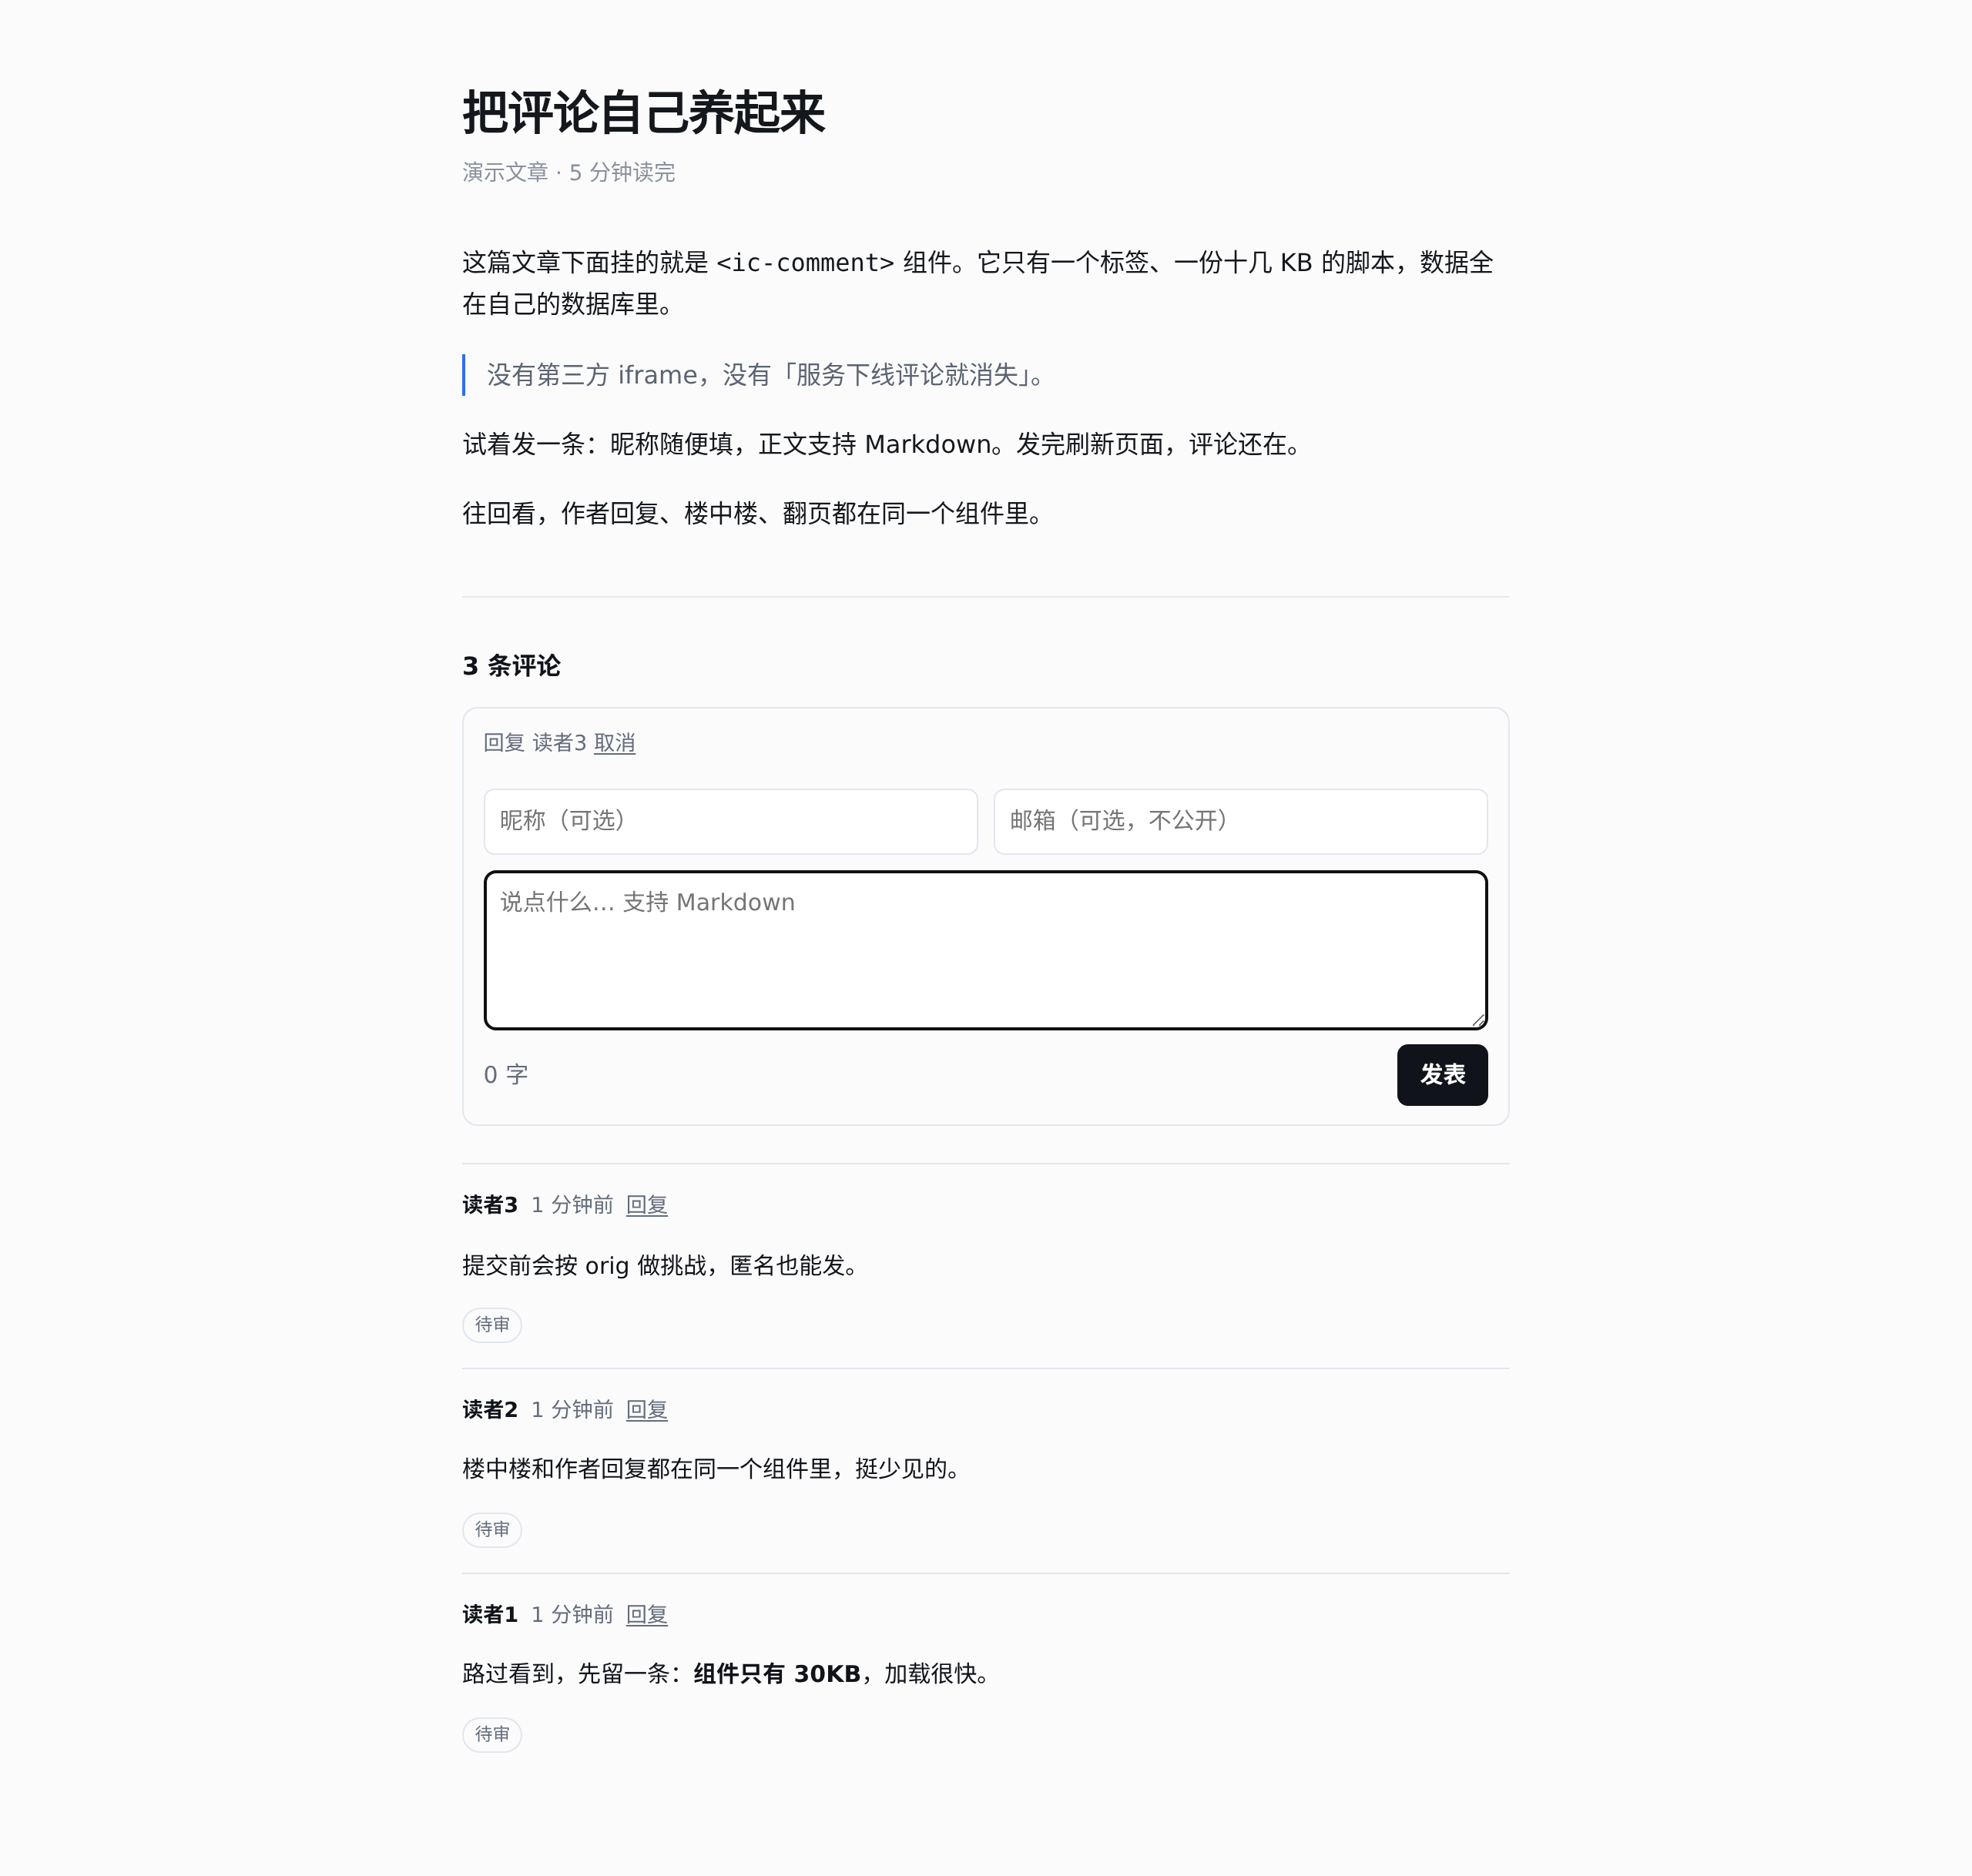 把评论自己养起来
演示文章 · 5 分钟读完
这篇文章下面挂的就是 <ic-comment> 组件。它只有一个标签、一份十几 KB 的脚本，数据全
在自己的数据库里。
没有第三方 iframe，没有「服务下线评论就消失」。
试着发一条：昵称随便填，正文支持 Markdown。发完刷新页面，评论还在。
往回看，作者回复、楼中楼、翻页都在同一个组件里。
3 条评论
回复 读者3 取消
昵称（可选）
邮箱（可选，不公开）
说点什么… 支持 Markdown
0 字
发表
读者3 1 分钟前 回复
提交前会按 orig 做挑战，匿名也能发。
待审
读者2 1 分钟前 回复
楼中楼和作者回复都在同一个组件里，挺少见的。
待审
读者1 1 分钟前 回复
路过看到，先留一条：组件只有 30KB，加载很快。
待审